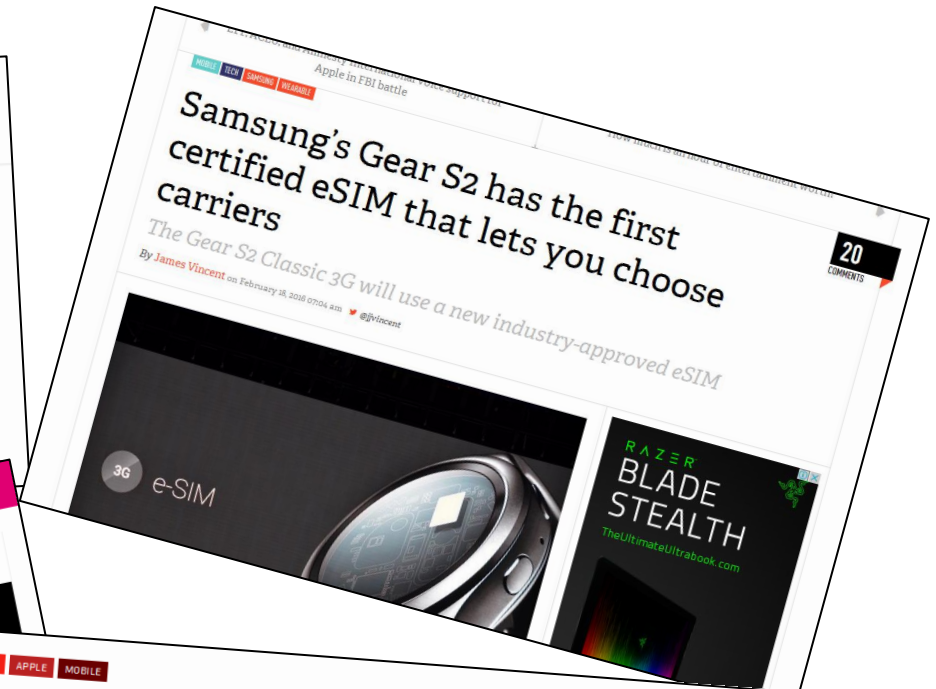 Apple in FBI battle
MOBILE TECH SAMSUNG WEARABLE
Samsung's Gear S2 has the first
certified eSIM that lets you choose
carriers
The Gear S2 Classic 3G will use a new industry-approved eSIM
By James Vincent on February 18, 2016 07:04 am @jjvincent
20
COMMENTS
3G e-SIM
RAZER
BLADE
STEALTH
TheUltimateUltrabook.com
APPLE MOBILE